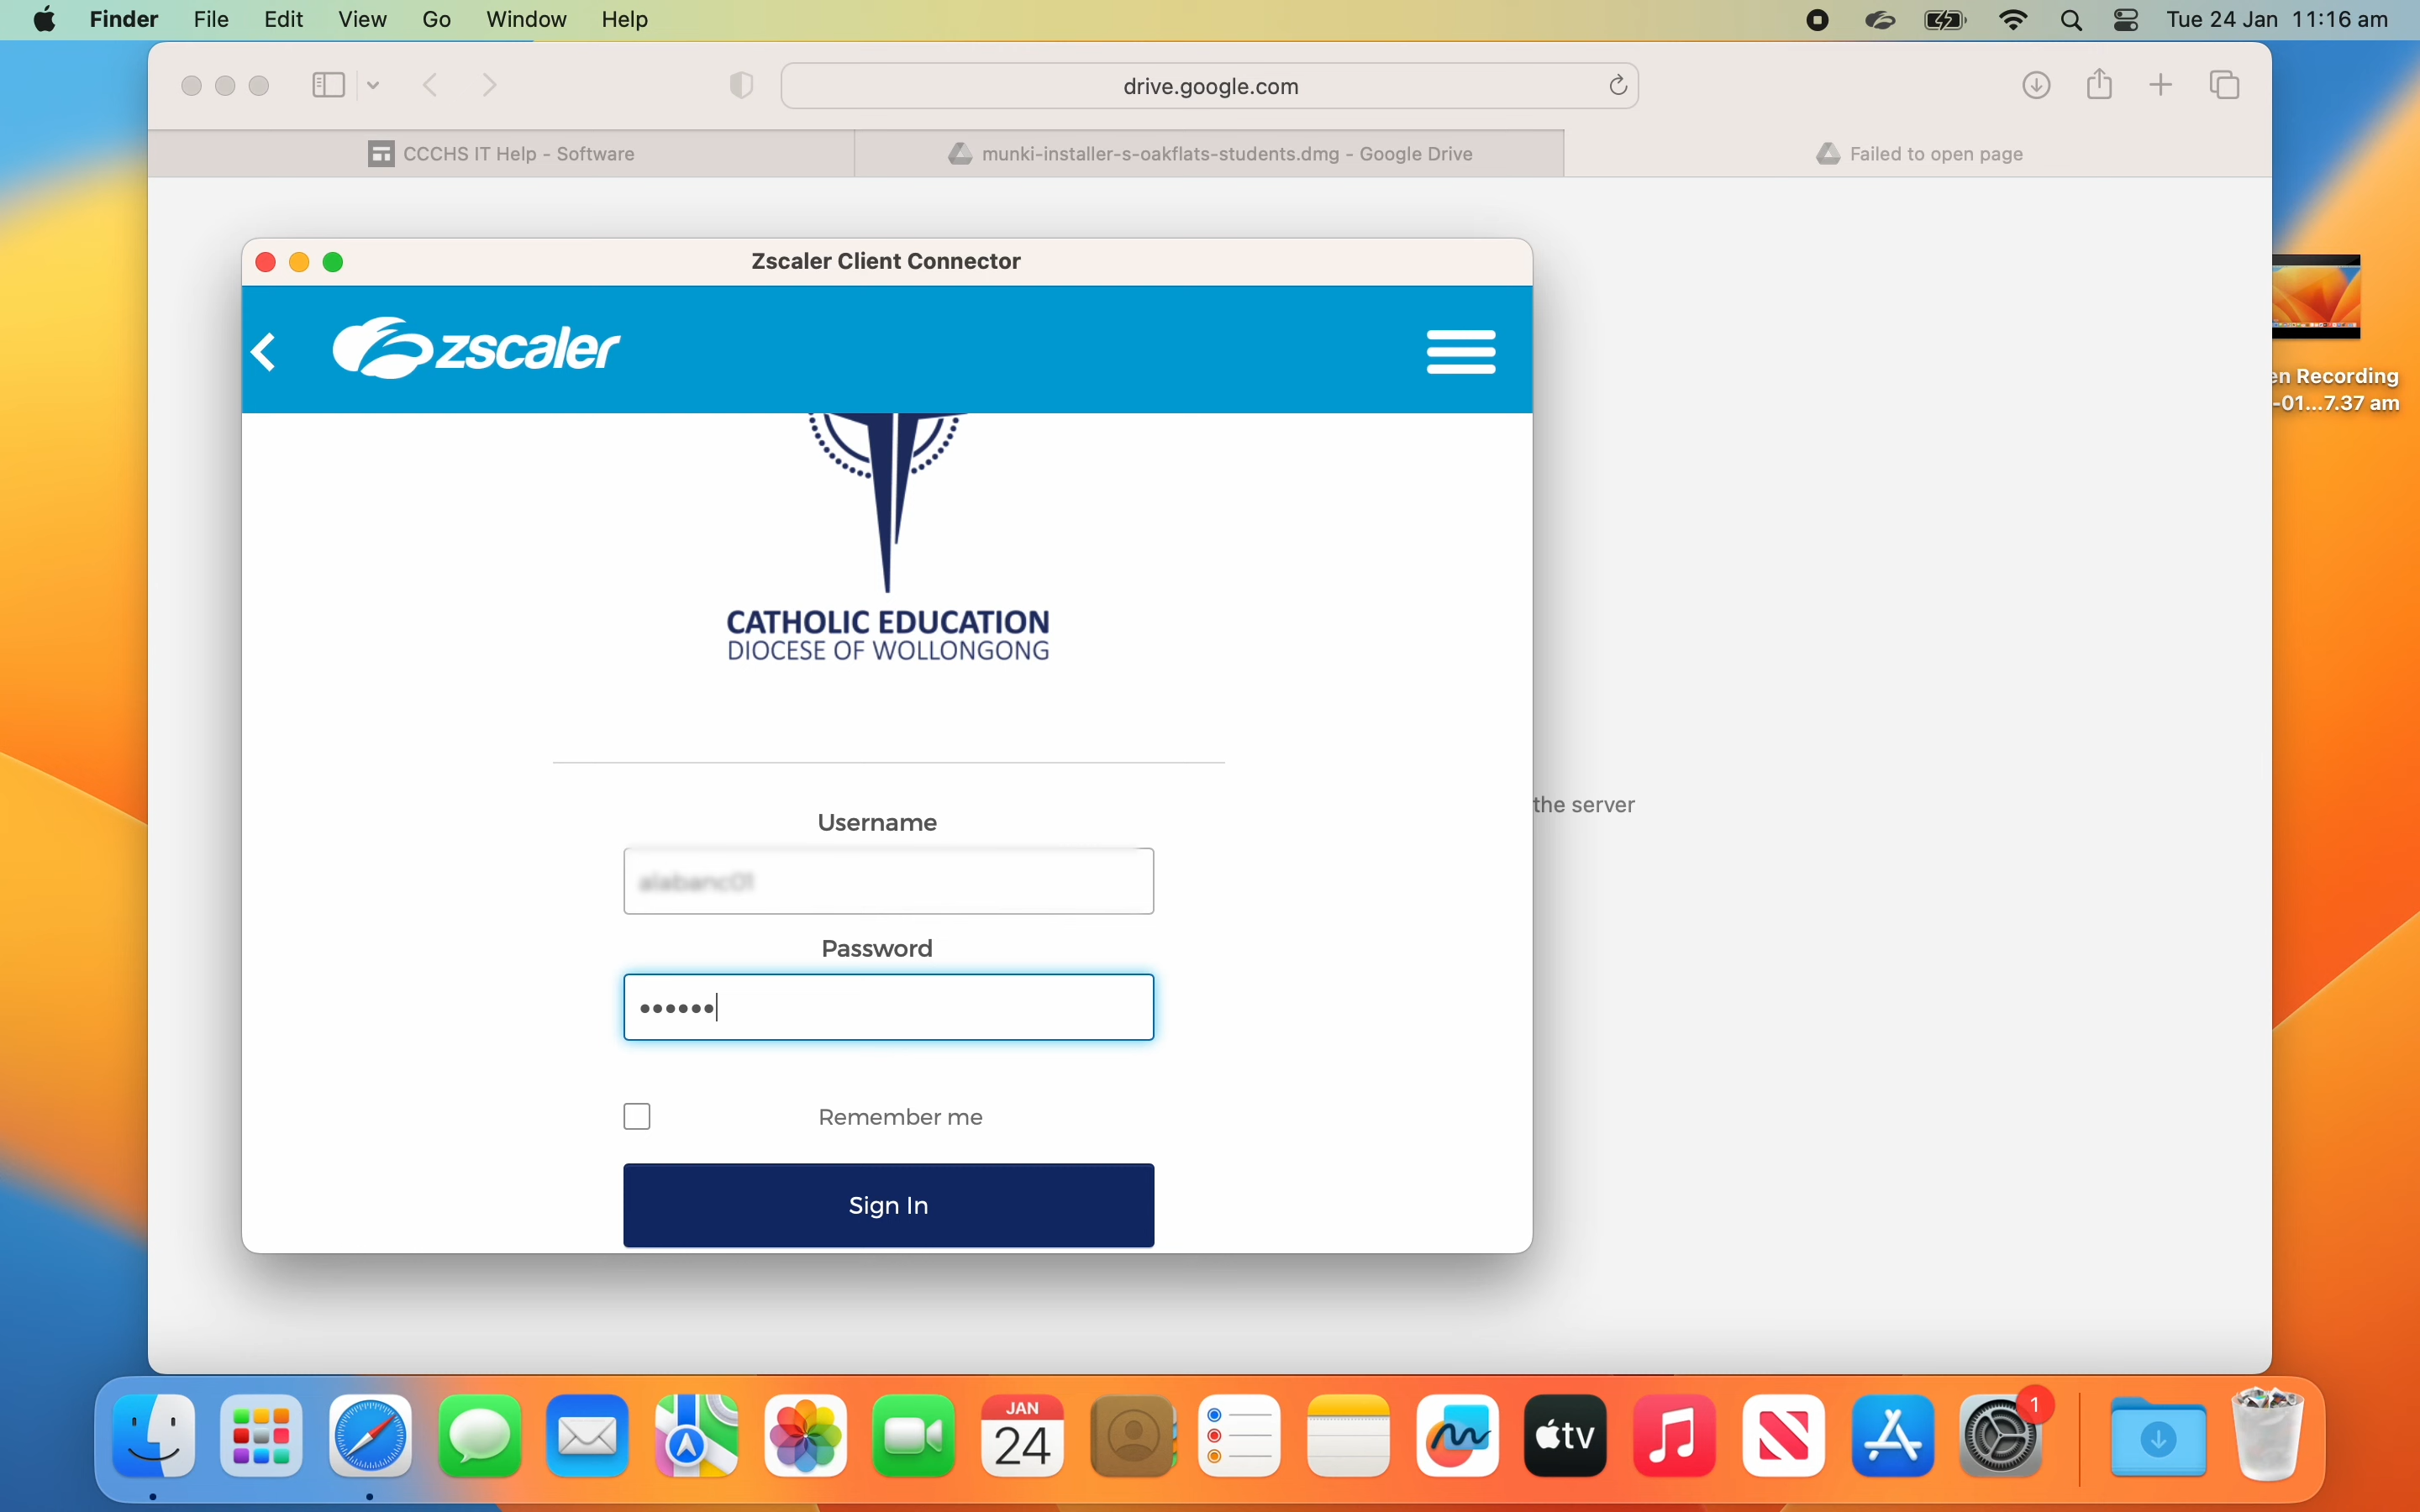 Finder File Edit View Go Window Help Tue 24 Jan 11:16 am
drive.google.com
CCCHS IT Help - Software munki-installer-s-oakflats-students.dmg - Google Drive Failed to open page
Zscaler Client Connector
zscaler
en Recording
-01...7.37 am
CATHOLIC EDUCATION
DIOCESE OF WOLLONGONG
the server
Username
Password
Remember me
Sign In
JAN
24
tv
1